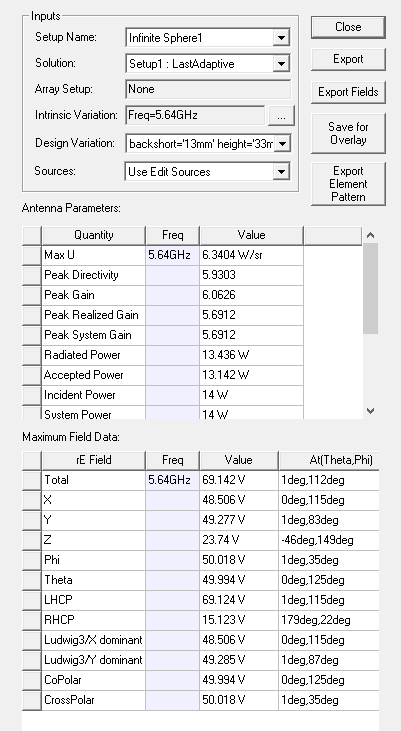 Inputs
Setup Name: Infinite Sphere1
Solution: Setup1 : LastAdaptive
Array Setup: None
Intrinsic Variation: Freq=5.64GHz ...
Design Variation: backshort='13mm' height='33m
Sources: Use Edit Sources
Close
Export
Export Fields
Save for
Overlay
Export
Element
Pattern
Antenna Parameters:
Quantity Freq Value
Max U 5.64GHz 6.3404 W/sr
Peak Directivity 5.9303
Peak Gain 6.0626
Peak Realized Gain 5.6912
Peak System Gain 5.6912
Radiated Power 13.436 W
Accepted Power 13.142 W
Incident Power 14 W
System Power 14 W
Maximum Field Data:
rE Field Freq Value At(Theta,Phi)
Total 5.64GHz 69.142 V 1deg,112deg
X 48.506 V 0deg,115deg
Y 49.277 V 1deg,83deg
Z 23.74 V -46deg,149deg
Phi 50.018 V 1deg,35deg
Theta 49.994 V 0deg,125deg
LHCP 69.124 V 1deg,115deg
RHCP 15.123 V 179deg,22deg
Ludwig3/X dominant 48.506 V 0deg,115deg
Ludwig3/Y dominant 49.285 V 1deg,87deg
CoPolar 49.994 V 0deg,125deg
CrossPolar 50.018 V 1deg,35deg